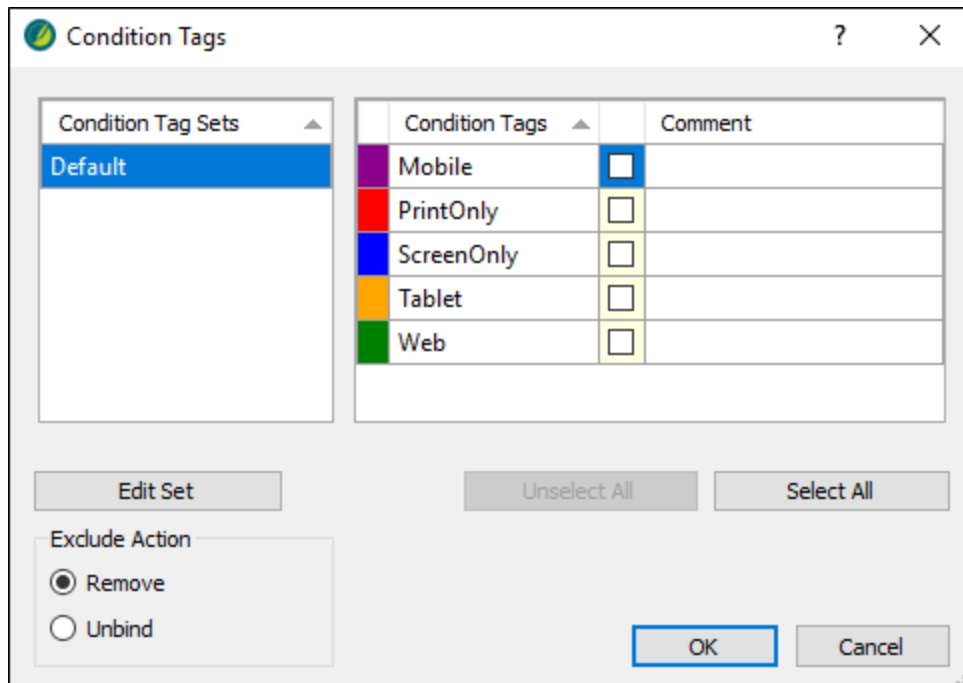 Condition Tags
?
Condition Tag Sets
Default
Condition Tags Comment
Mobile
PrintOnly
ScreenOnly
Tablet
Web
Edit Set
Unselect All
Select All
Exclude Action
Remove
Unbind
OK
Cancel